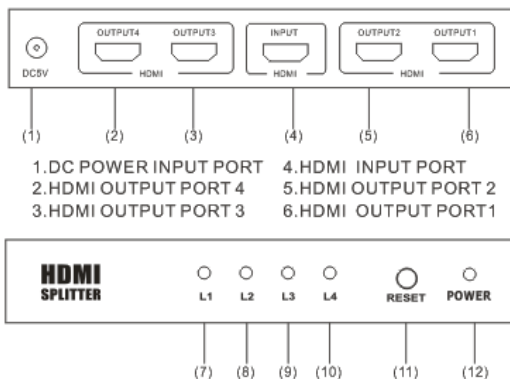 OUTPUT4 OUTPUT3 INPUT OUTPUT2 OUTPUT1
DC5V HDMI HDMI HDMI
(1) (2) (3) (4) (5) (6)
1.DC POWER INPUT PORT 4.HDMI INPUT PORT
2.HDMI OUTPUT PORT 4 5.HDMI OUTPUT PORT 2
3.HDMI OUTPUT PORT 3 6.HDMI OUTPUT PORT1
HDMI
SPLITTER L1 L2 L3 L4 RESET POWER
(7) (8) (9) (10) (11) (12)